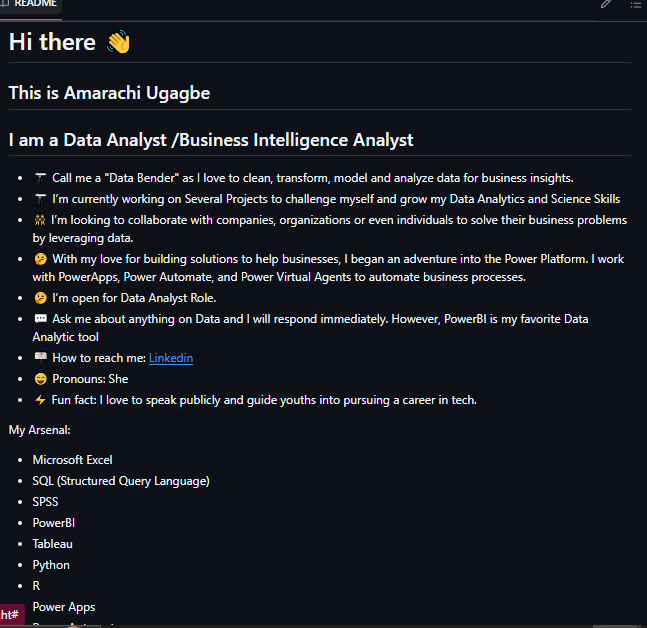 README
Hi there 👋
This is Amarachi Ugagbe
I am a Data Analyst /Business Intelligence Analyst
Call me a "Data Bender" as I love to clean, transform, model and analyze data for business insights.
I'm currently working on Several Projects to challenge myself and grow my Data Analytics and Science Skills
I'm looking to collaborate with companies, organizations or even individuals to solve their business problems
by leveraging data.
With my love for building solutions to help businesses, I began an adventure into the Power Platform. I work
with PowerApps, Power Automate, and Power Virtual Agents to automate business processes.
I'm open for Data Analyst Role.
Ask me about anything on Data and I will respond immediately. However, PowerBI is my favorite Data
Analytic tool
How to reach me: Linkedin
Pronouns: She
Fun fact: I love to speak publicly and guide youths into pursuing a career in tech.
My Arsenal:
Microsoft Excel
SQL (Structured Query Language)
SPSS
PowerBI
Tableau
Python
R
ht#
Power Apps